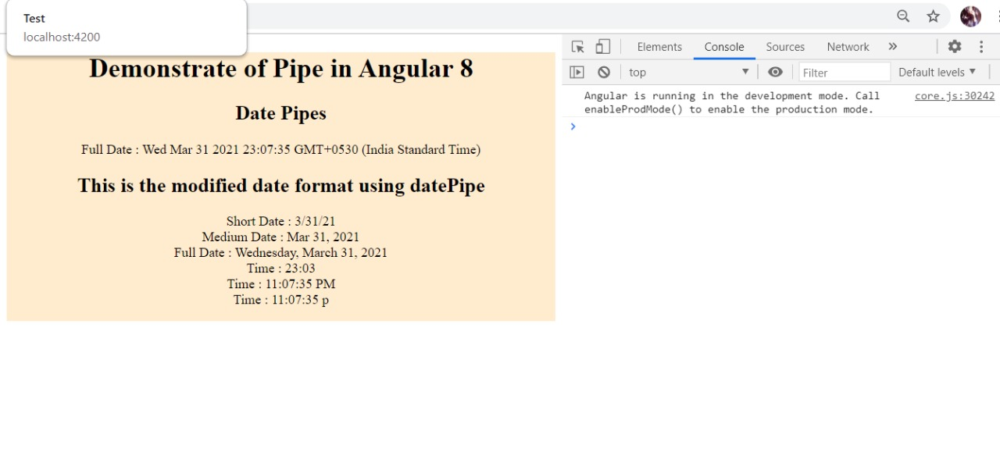 Test
localhost:4200
Demonstrate of Pipe in Angular 8
Date Pipes
Full Date : Wed Mar 31 2021 23:07:35 GMT+0530 (India Standard Time)
This is the modified date format using datePipe
Short Date : 3/31/21
Medium Date : Mar 31, 2021
Full Date : Wednesday, March 31, 2021
Time : 23:03
Time : 11:07:35 PM
Time : 11:07:35 p
Elements Console Sources Network »
top Filter Default levels
Angular is running in the development mode. Call core.js:30242
enableProdMode() to enable the production mode.